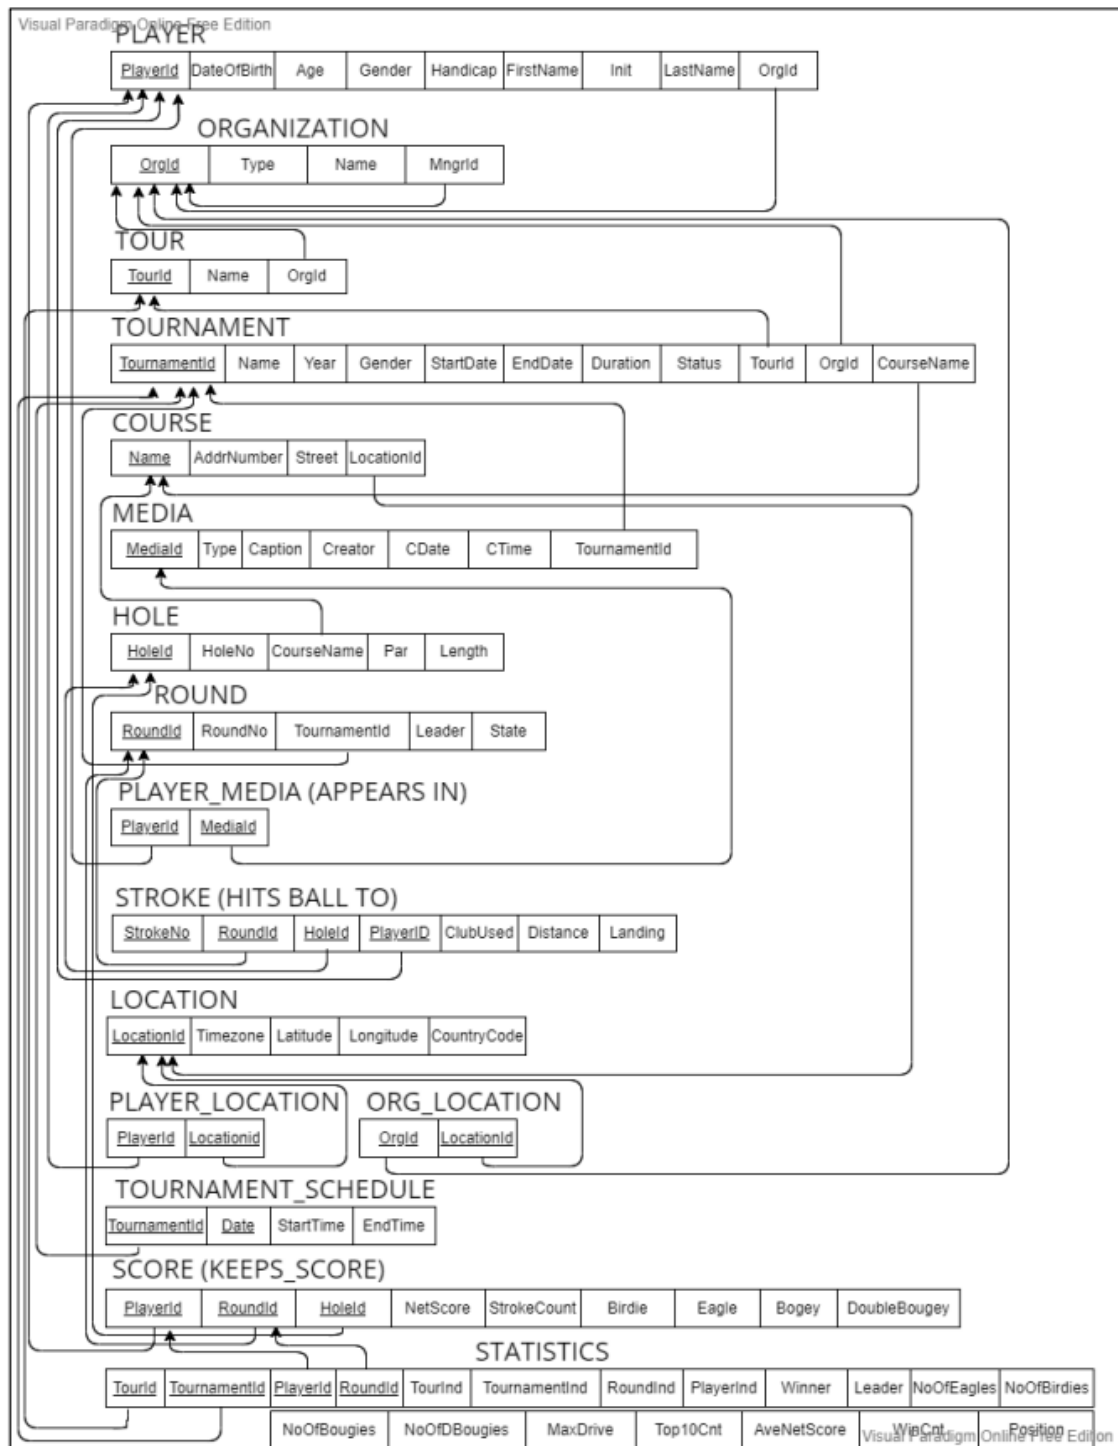 Visual Paradigm Online Free Edition
PLAYER
PlayerId DateOfBirth Age Gender Handicap FirstName Init LastName OrgId
ORGANIZATION
OrgId Type Name MngrId
TOUR
TourId Name OrgId
TOURNAMENT
TournamentId Name Year Gender StartDate EndDate Duration Status TourId OrgId CourseName
COURSE
Name AddrNumber Street LocationId
MEDIA
MediaId Type Caption Creator CDate CTime TournamentId
HOLE
HoleId HoleNo CourseName Par Length
ROUND
RoundId RoundNo TournamentId Leader State
PLAYER_MEDIA (APPEARS IN)
PlayerId MediaId
STROKE (HITS BALL TO)
StrokeNo RoundId HoleId PlayerID ClubUsed Distance Landing
LOCATION
LocationId Timezone Latitude Longitude CountryCode
PLAYER_LOCATION ORG_LOCATION
PlayerId Locationid OrgId LocationId
TOURNAMENT_SCHEDULE
TournamentId Date StartTime EndTime
SCORE (KEEPS_SCORE)
PlayerId RoundId HoleId NetScore StrokeCount Birdie Eagle Bogey DoubleBougey
STATISTICS
TourId TournamentId PlayerId RoundId TourInd TournamentInd RoundInd PlayerInd Winner Leader NoOfEagles NoOfBirdies
NoOfBougies NoOfDBougies MaxDrive Top10Cnt AveNetScore WinCnt Position
Visual Paradigm Online Free Edition